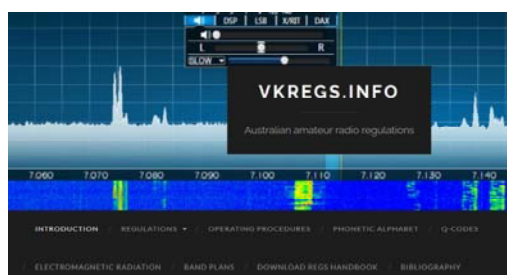 DSP LSB X/RIT DAX
L R
SLOW
VKREGS.INFO
Australian amateur radio regulations
7.060 7.070 7.080 7.090 7.100 7.110 7.120 7.130 7.140
INTRODUCTION / REGULATIONS / OPERATING PROCEDURES / PHONETIC ALPHABET / Q-CODES
/ ELECTROMAGNETIC RADIATION / BAND PLANS / DOWNLOAD REGS HANDBOOK / BIBLIOGRAPHY